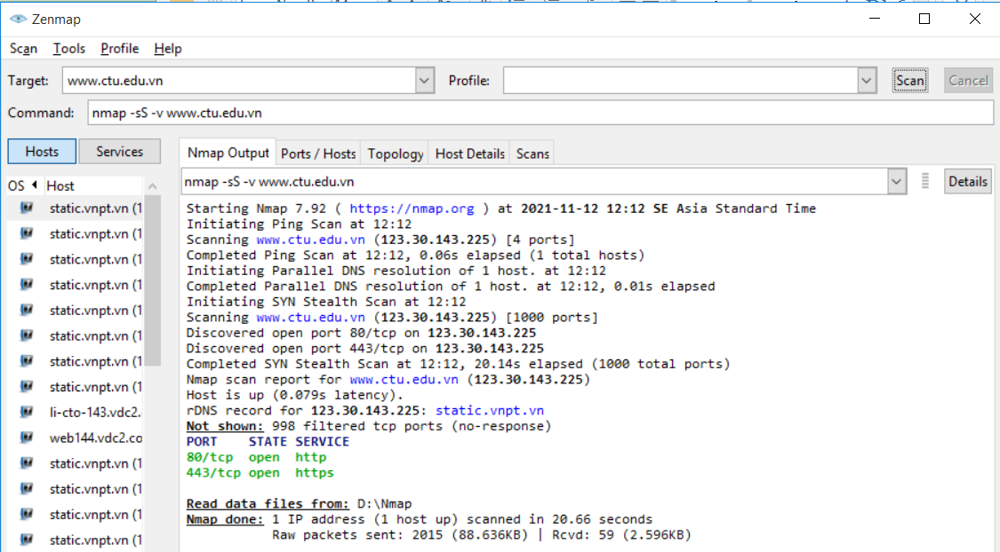 Zenmap
Scan Tools Profile Help
Target: www.ctu.edu.vn Profile: Scan Cancel
Command: nmap -sS -v www.ctu.edu.vn
Hosts Services
Nmap Output Ports / Hosts Topology Host Details Scans
OS Host
nmap -sS -v www.ctu.edu.vn Details
static.vnpt.vn (1
static.vnpt.vn (1
static.vnpt.vn (1
static.vnpt.vn (1
static.vnpt.vn (1
static.vnpt.vn (1
static.vnpt.vn (1
static.vnpt.vn (1
li-cto-143.vdc2.
web144.vdc2.co
static.vnpt.vn (1
static.vnpt.vn (1
static.vnpt.vn (1
static.vnpt.vn (1
Starting Nmap 7.92 ( https://nmap.org ) at 2021-11-12 12:12 SE Asia Standard Time
Initiating Ping Scan at 12:12
Scanning www.ctu.edu.vn (123.30.143.225) [4 ports]
Completed Ping Scan at 12:12, 0.06s elapsed (1 total hosts)
Initiating Parallel DNS resolution of 1 host. at 12:12
Completed Parallel DNS resolution of 1 host. at 12:12, 0.01s elapsed
Initiating SYN Stealth Scan at 12:12
Scanning www.ctu.edu.vn (123.30.143.225) [1000 ports]
Discovered open port 80/tcp on 123.30.143.225
Discovered open port 443/tcp on 123.30.143.225
Completed SYN Stealth Scan at 12:12, 20.14s elapsed (1000 total ports)
Nmap scan report for www.ctu.edu.vn (123.30.143.225)
Host is up (0.079s latency).
rDNS record for 123.30.143.225: static.vnpt.vn
Not shown: 998 filtered tcp ports (no-response)
PORT STATE SERVICE
80/tcp open http
443/tcp open https
Read data files from: D:\Nmap
Nmap done: 1 IP address (1 host up) scanned in 20.66 seconds
Raw packets sent: 2015 (88.636KB) | Rcvd: 59 (2.596KB)